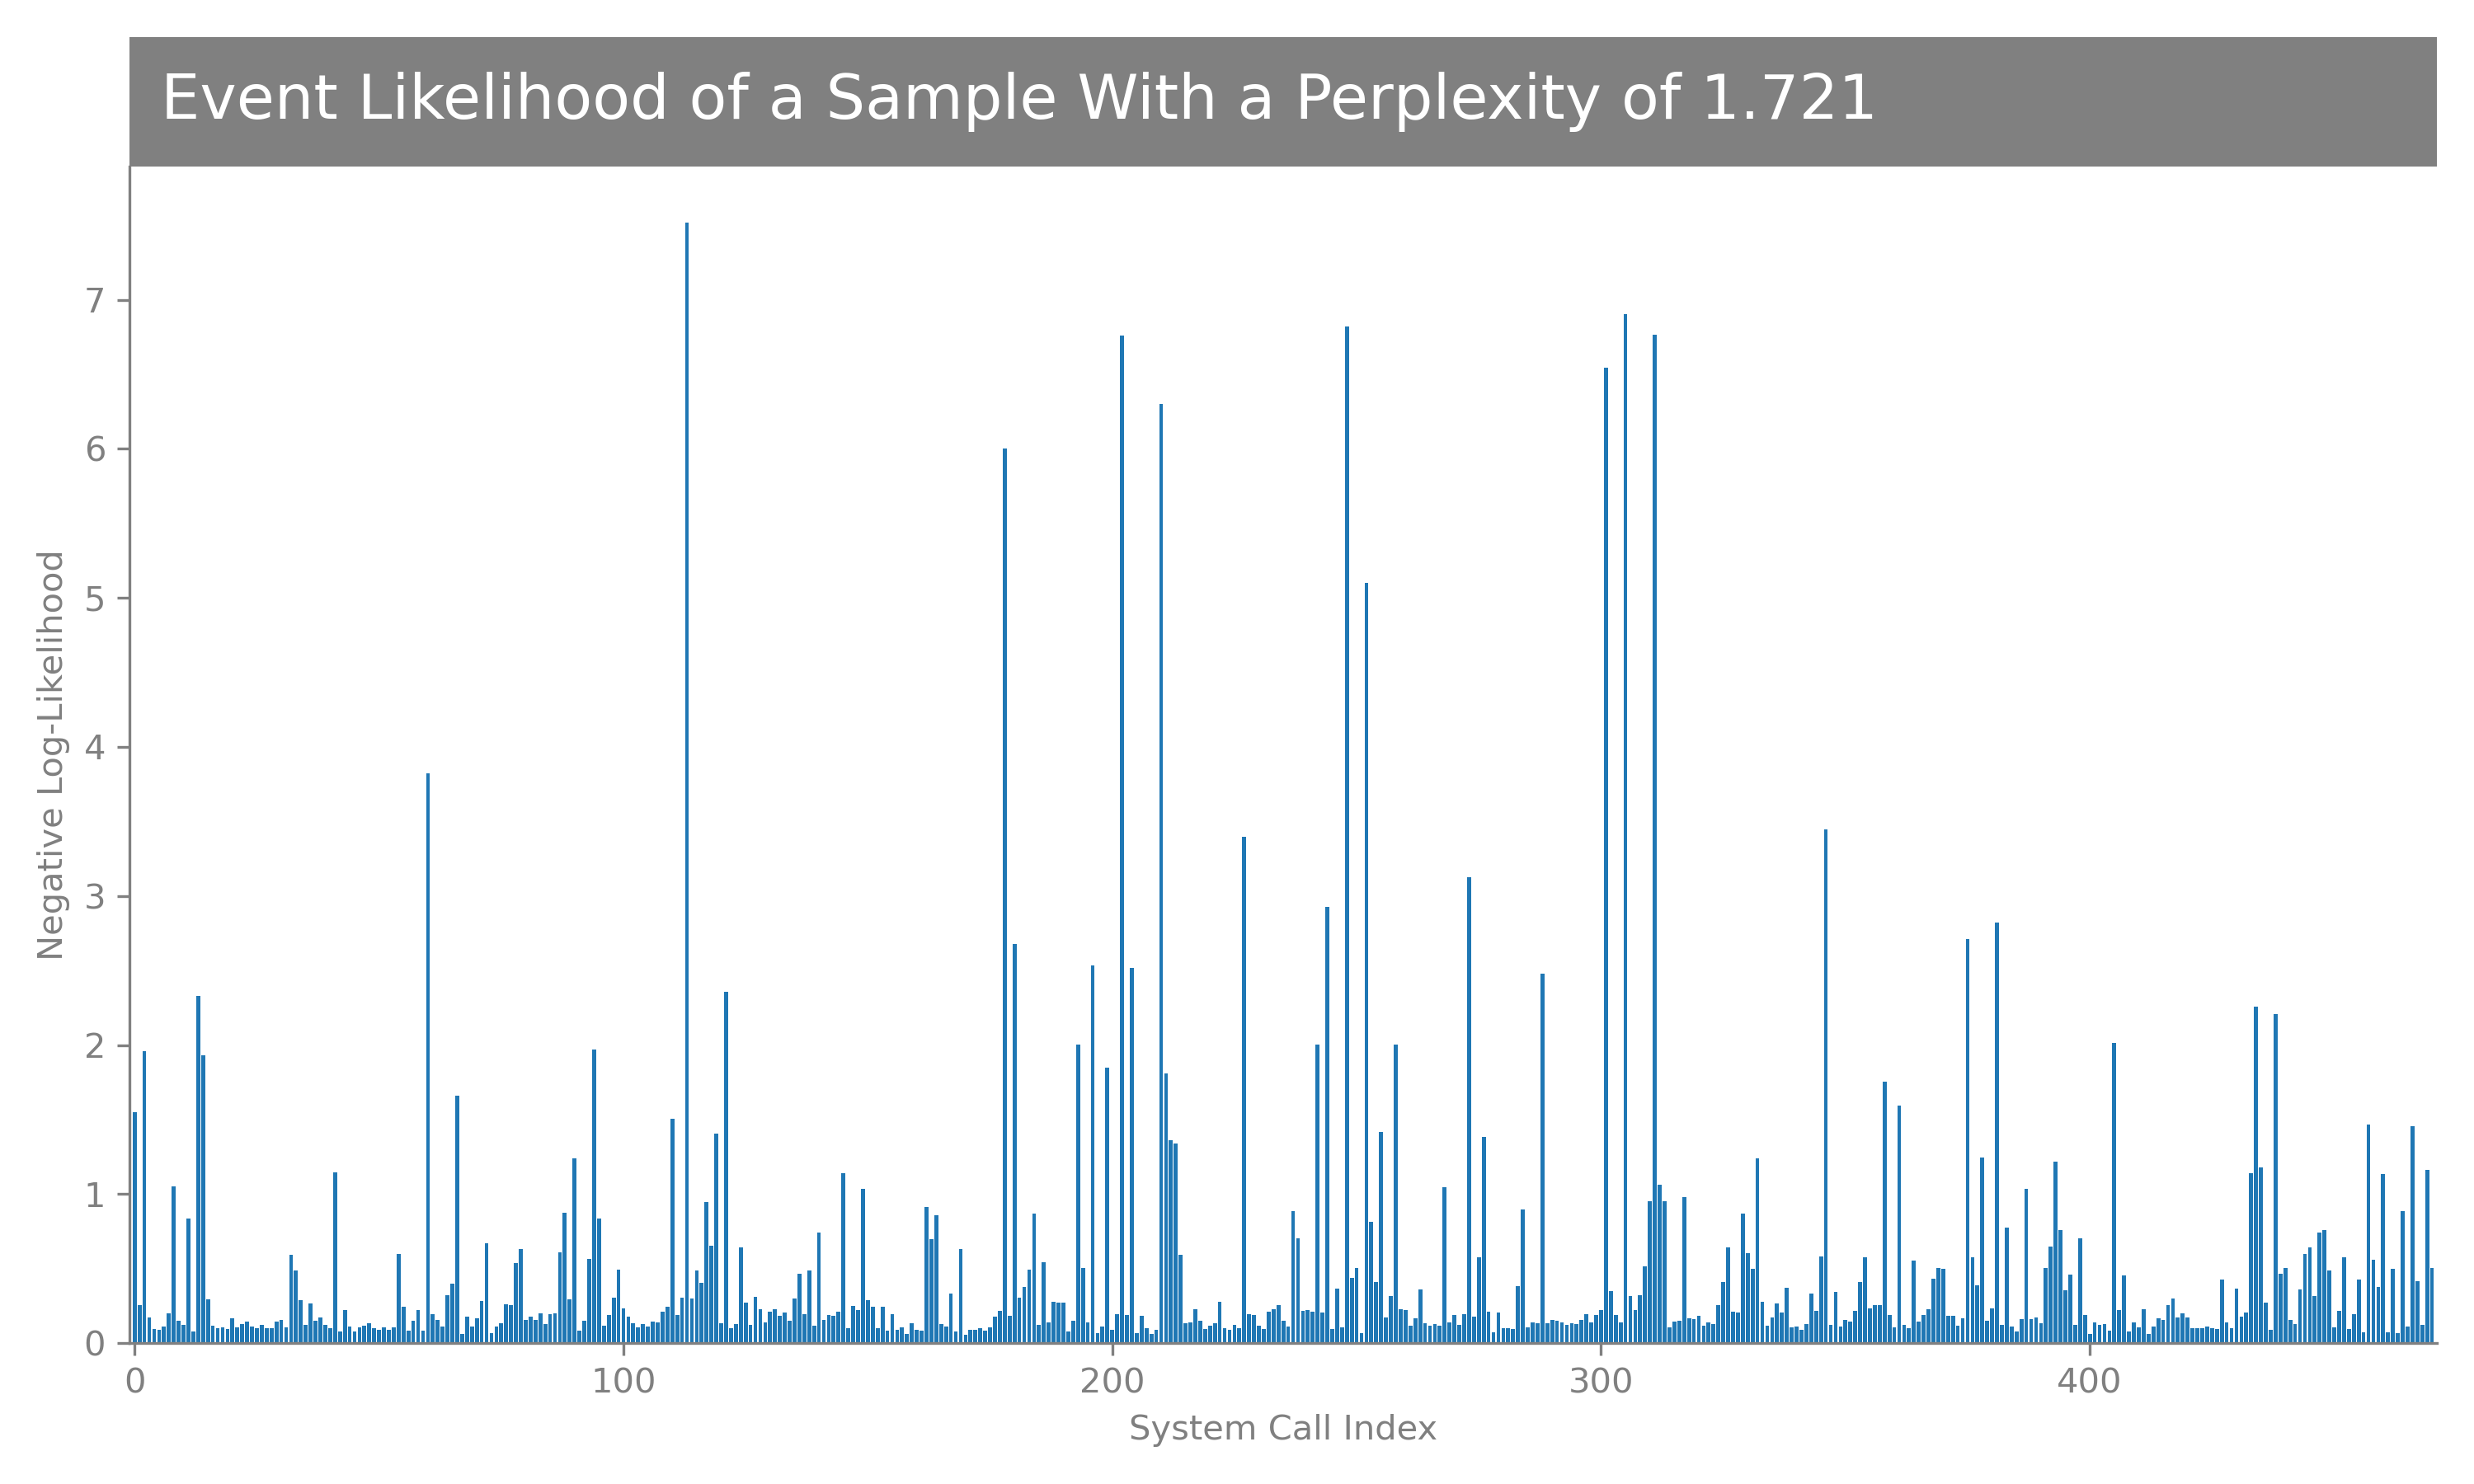 Event Likelihood of a Sample With a Perplexity of 1.721
7
6
5
4
3
2
1
0
Negative Log-Likelihood
0 100 200 300 400
System Call Index